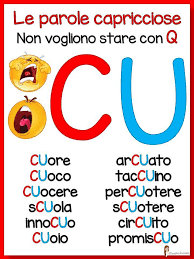 Le parole capricciose
Non vogliono stare con Q
CU
CUore
CUoco
CUocere
sCUola
innoCUo
CUoio
arCUato
tacCUino
perCUotere
sCUotere
cirCUito
promisCUo